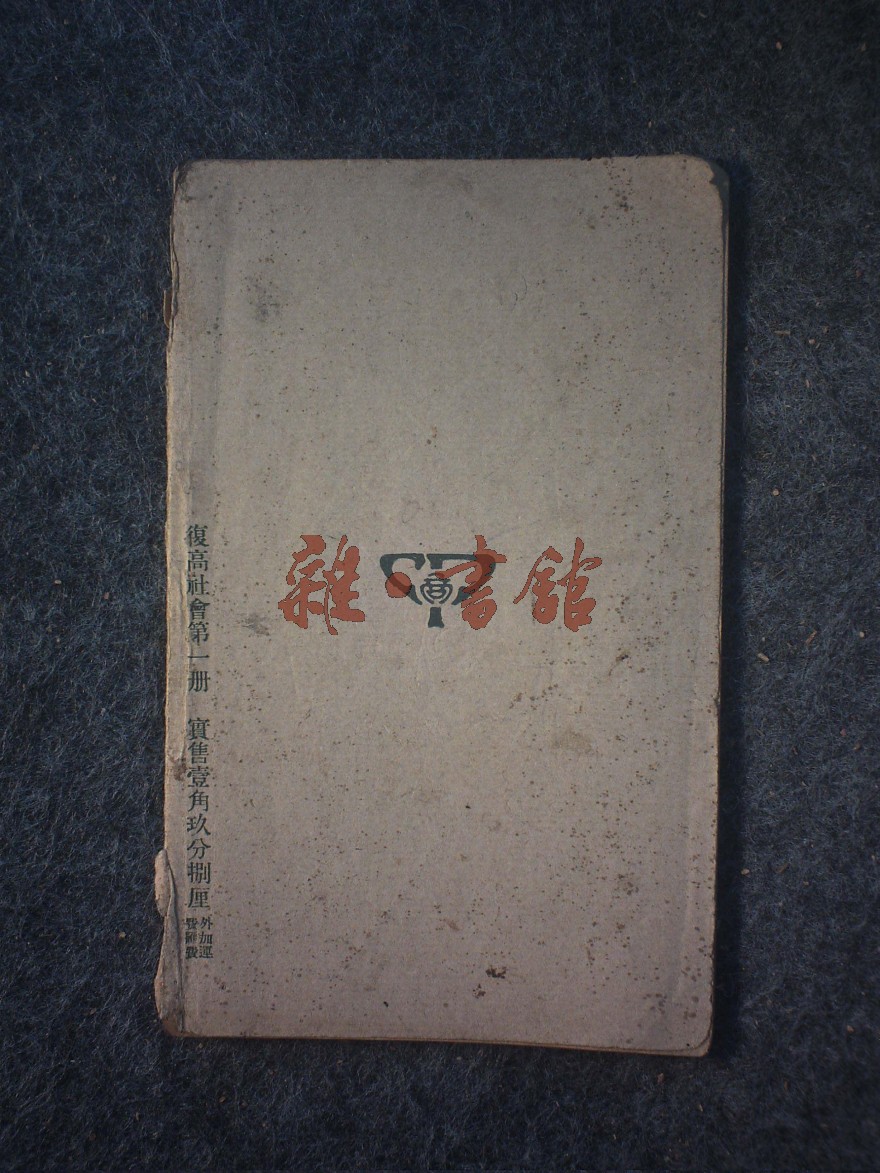 復高社會第一册 實售壹角玖分捌厘
外加運
費匯費
雜·書館
商